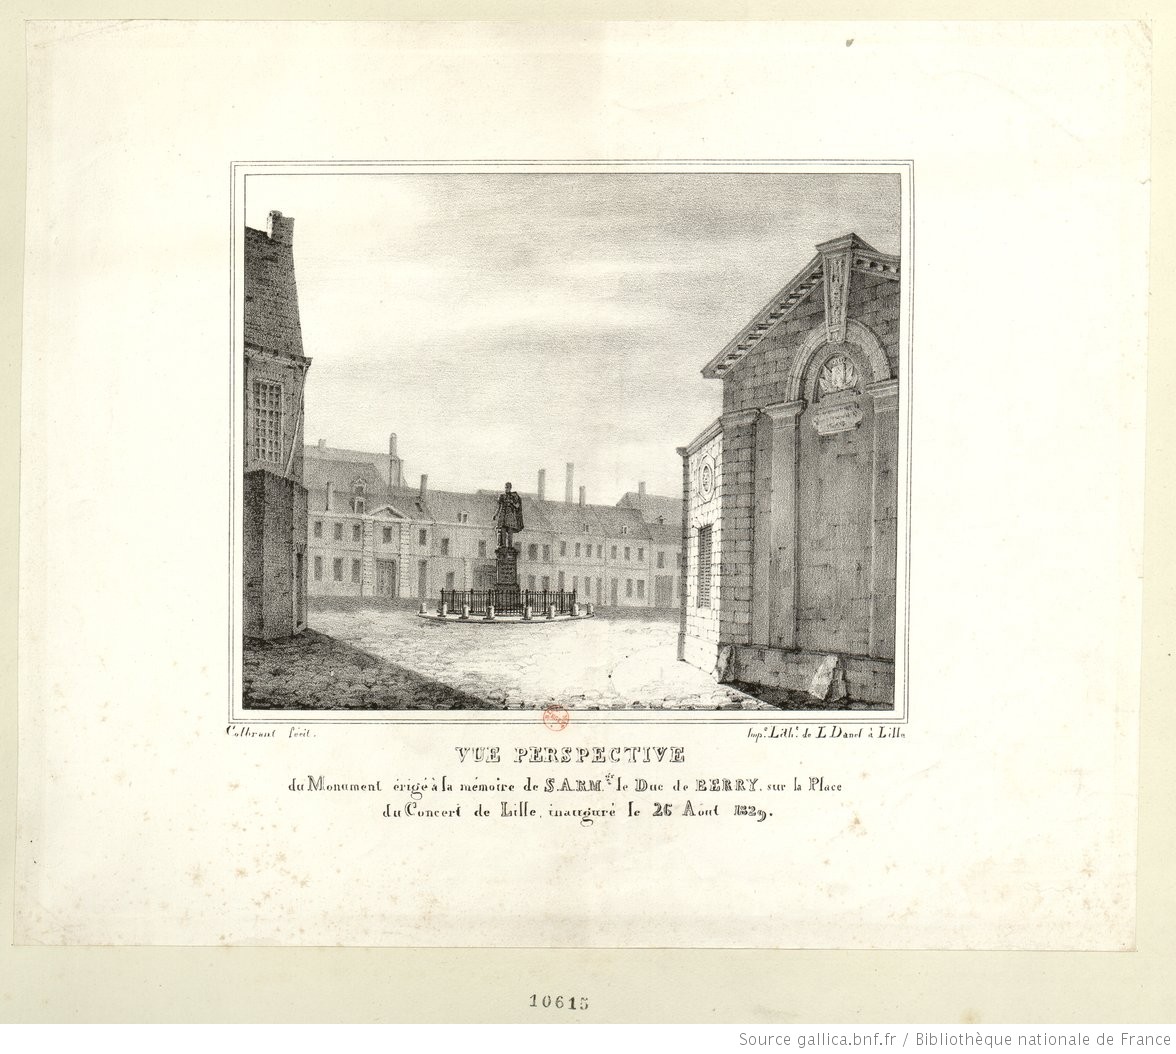 Colbrant fecit.
Imp.e Lith.e de L. Danel à Lille
VUE PERSPECTIVE
du Monument érigé à la mémoire de S.A.R.M.gr le Duc de BERRY. sur la Place
du Concert de Lille, inauguré le 26 Août 1829.
10615
Source gallica.bnf.fr / Bibliothèque nationale de France